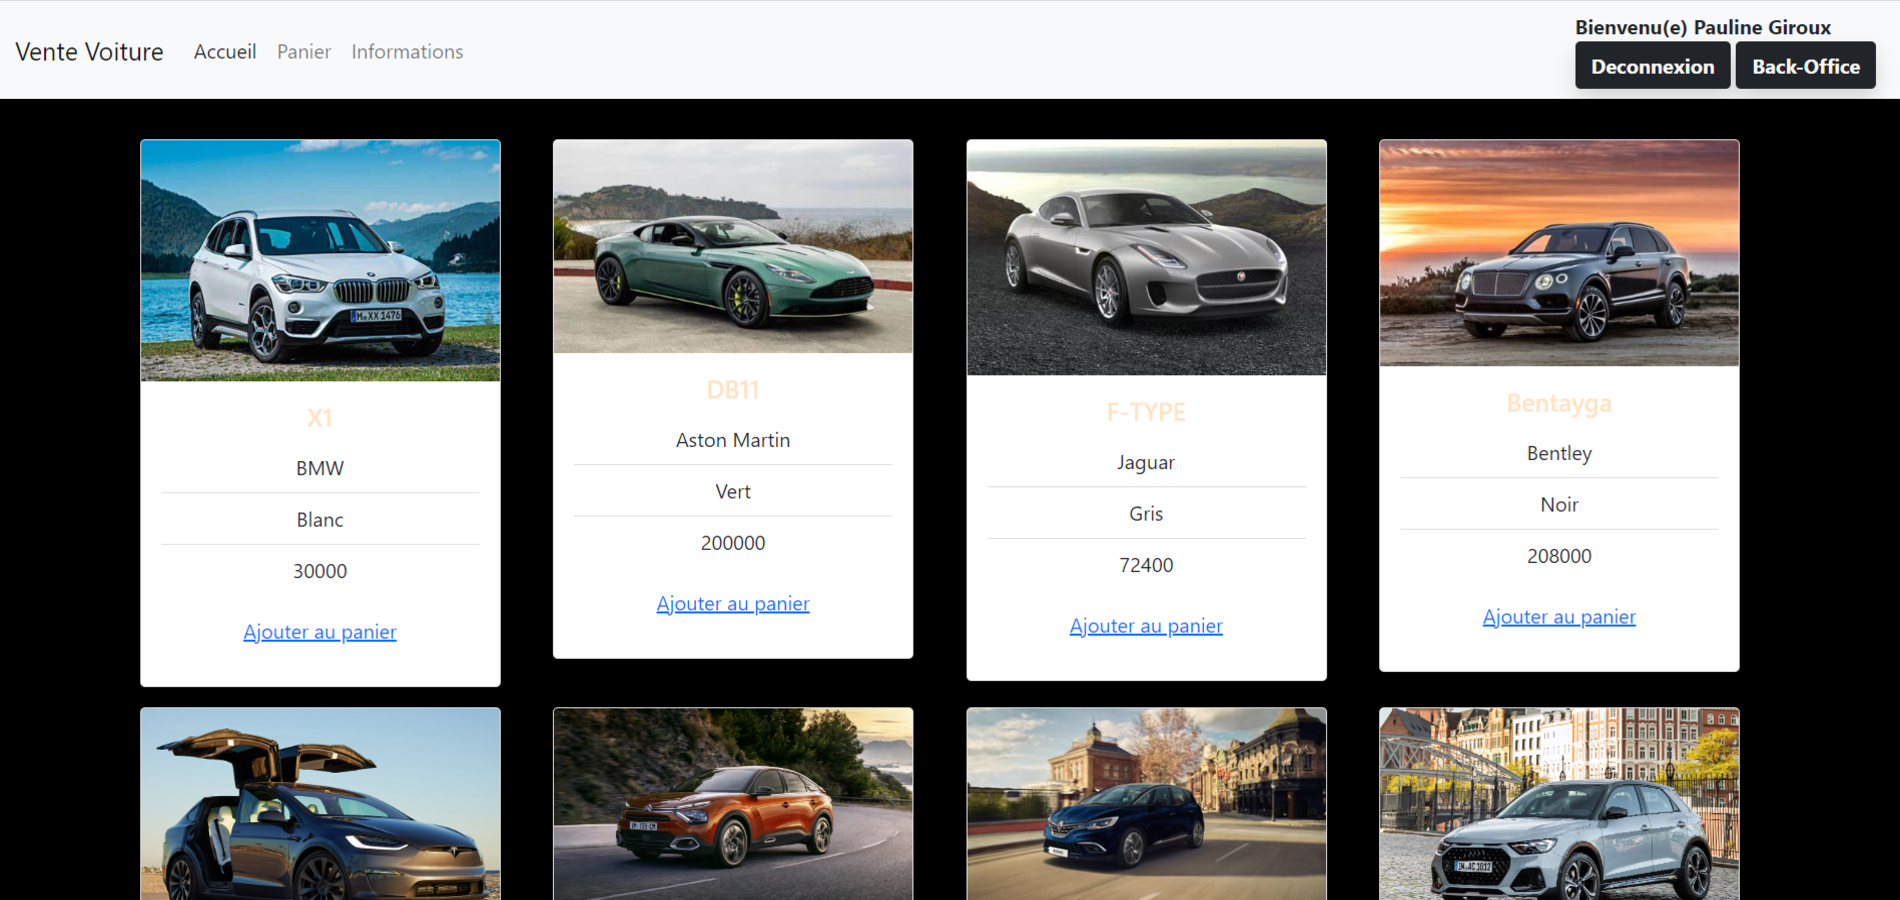 Vente Voiture Accueil Panier Informations
Bienvenu(e) Pauline Giroux
Deconnexion Back-Office
M XX 1476
X1
BMW
Blanc
30000
Ajouter au panier
DB11
Aston Martin
Vert
200000
Ajouter au panier
F-TYPE
Jaguar
Gris
72400
Ajouter au panier
Bentayga
Bentley
Noir
208000
Ajouter au panier